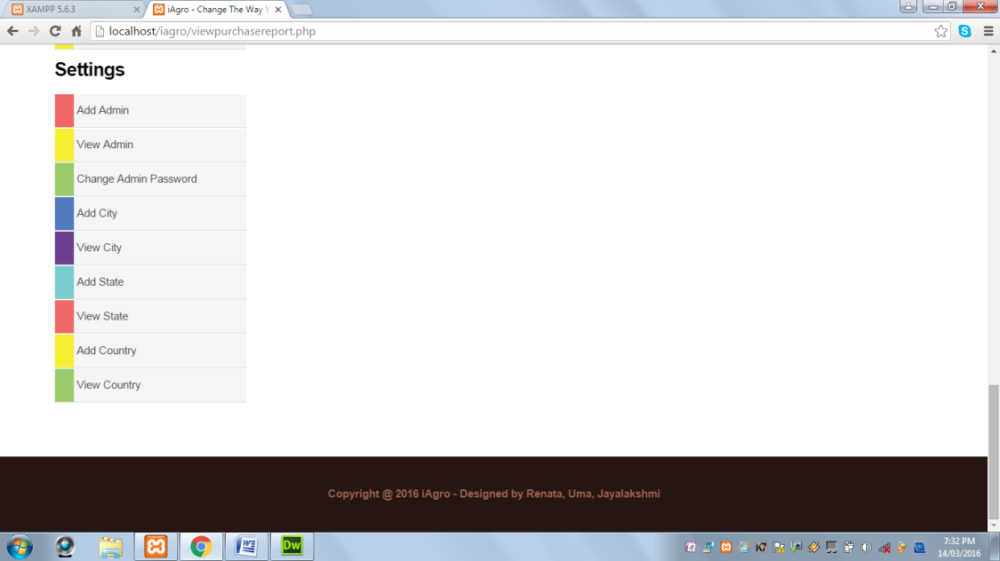 XAMPP 5.6.3
iAgro - Change The Way Y
localhost/iagro/viewpurchasereport.php
Settings
Add Admin
View Admin
Change Admin Password
Add City
View City
Add State
View State
Add Country
View Country
Copyright @ 2016 iAgro - Designed by Renata, Uma, Jayalakshmi
Dw
7:32 PM
14/03/2016